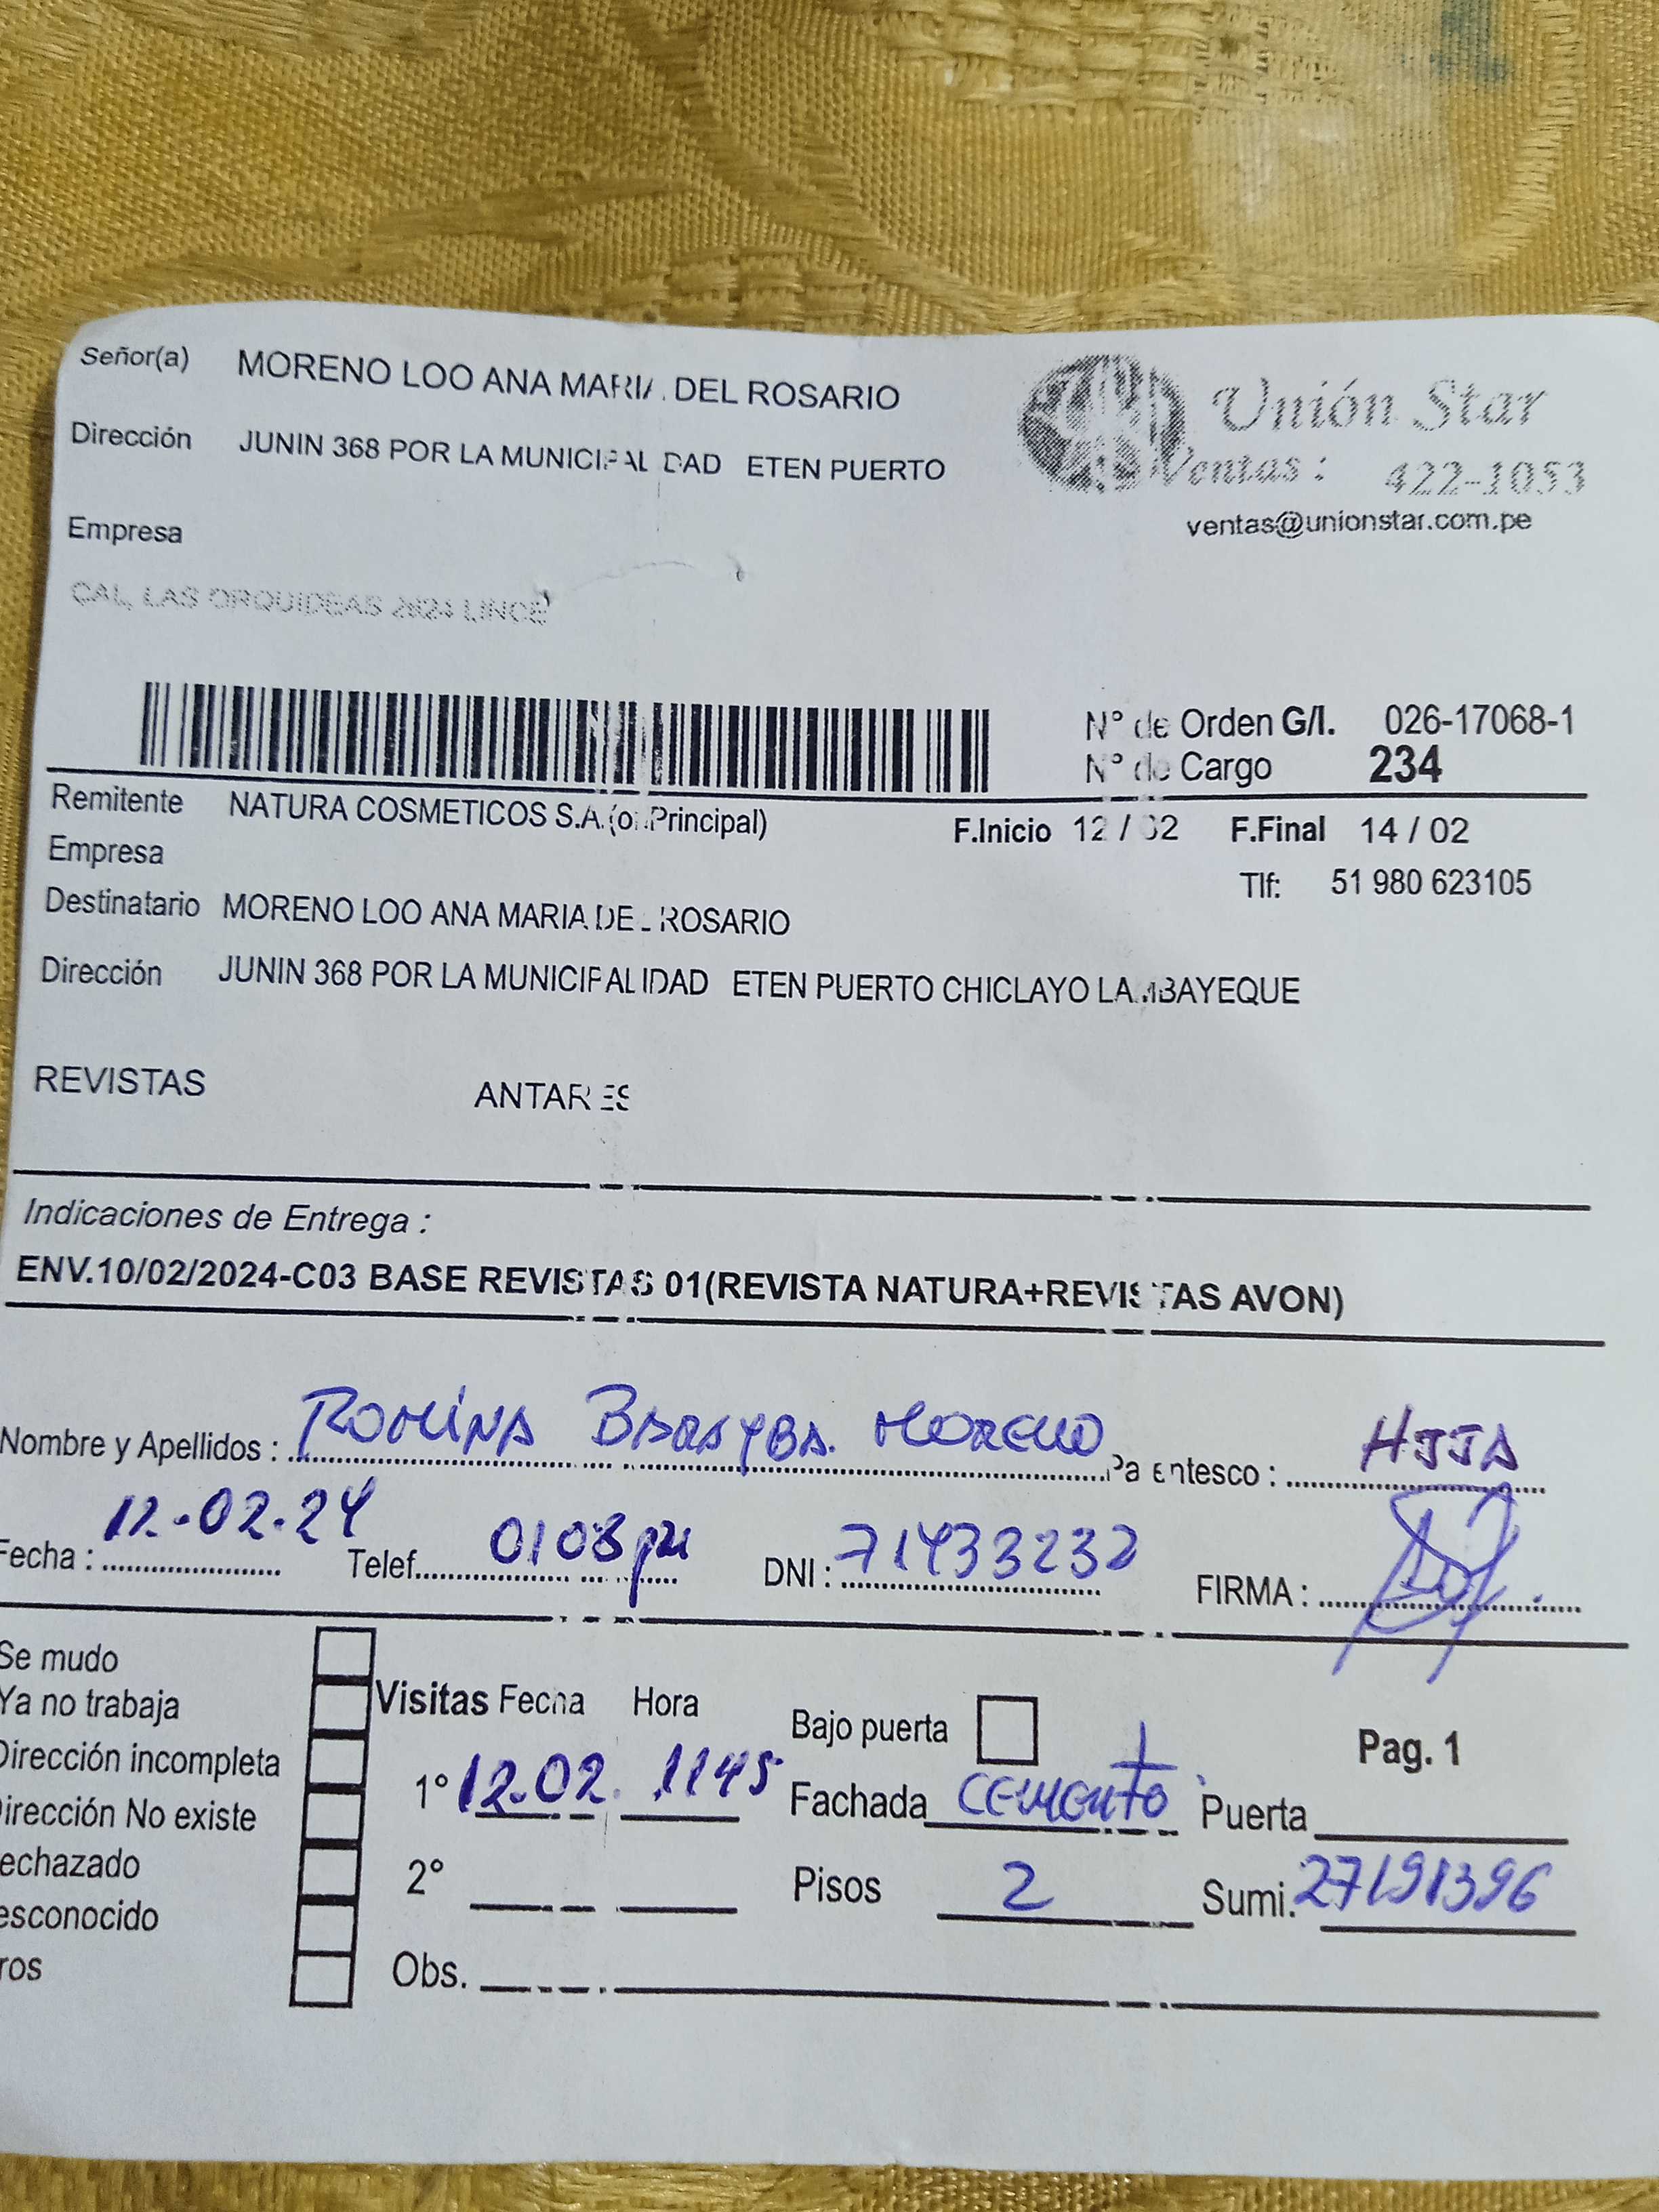 Señor(a) MORENO LOO ANA MARIA DEL ROSARIO
Unión Star
Dirección JUNIN 368 POR LA MUNICIPALIDAD ETEN PUERTO
Ventas : 422-1053
ventas@unionstar.com.pe
Empresa
CAL. LAS ORQUIDEAS 2624 LINCE
N° de Orden G/I. 026-17068-1
N° de Cargo 234
Remitente NATURA COSMETICOS S.A.(of.Principal)
F.Inicio 12 / 02 F.Final 14 / 02
Empresa
Tlf: 51 980 623105
Destinatario MORENO LOO ANA MARIA DEL ROSARIO
Dirección JUNIN 368 POR LA MUNICIPALIDAD ETEN PUERTO CHICLAYO LAMBAYEQUE
REVISTAS ANTARES
Indicaciones de Entrega :
ENV.10/02/2024-C03 BASE REVISTAS 01(REVISTA NATURA+REVISTAS AVON)
Nombre y Apellidos : Romina Moreno Parentesco : HIJA
Fecha : 12-02-24 Telef. 0108 pm DNI : 71433232 FIRMA :
Se mudo
Ya no trabaja
Visitas Fecha Hora
Bajo puerta
Pag. 1
Dirección incompleta
1° 12-02. 1145
Fachada cemento
Puerta
Dirección No existe
echazado
2°
Pisos 2
Sumi. 27191396
esconocido
ros
Obs.